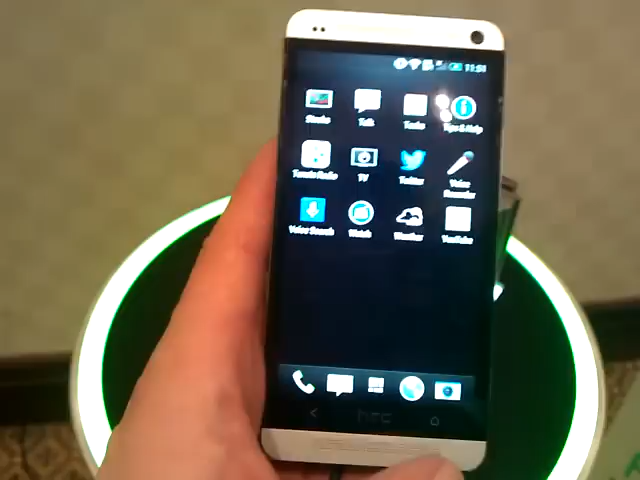 11:51
Stocks Talk Tasks Tips & Help
TuneIn Radio TV Twitter Voice
Recorder
Voice Search Watch Weather YouTube
hTC